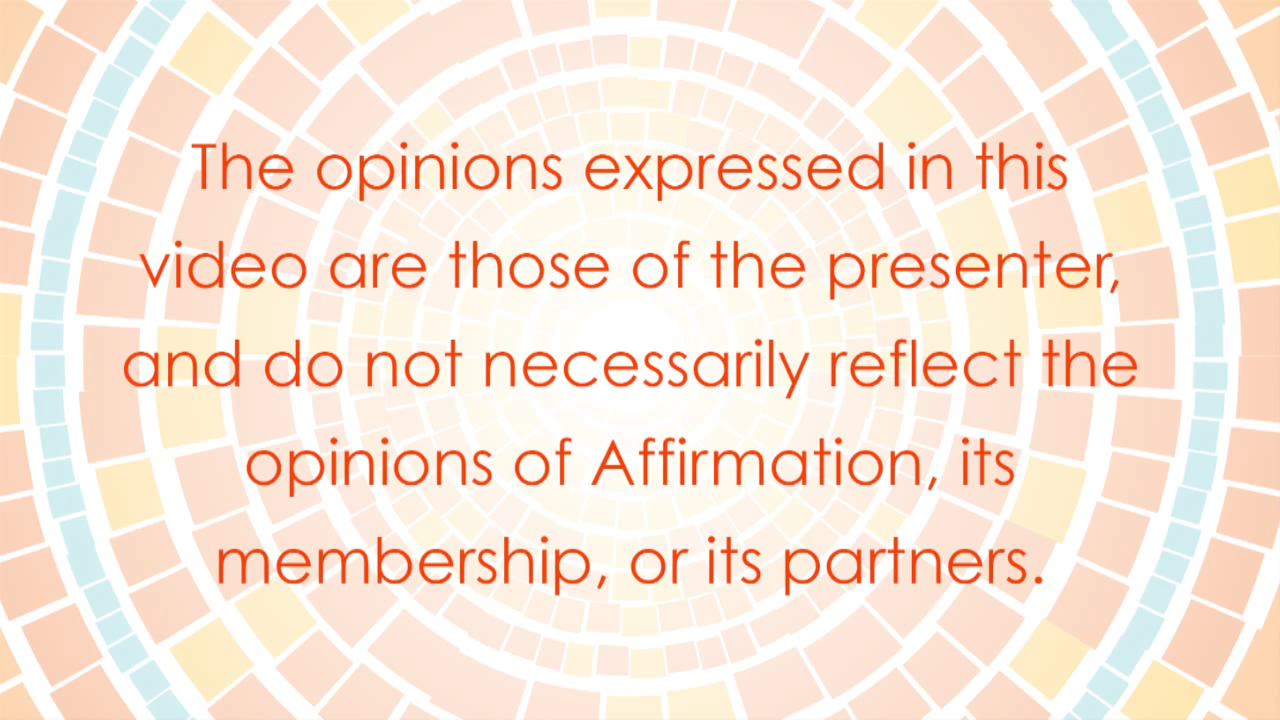 The opinions expressed in this
video are those of the presenter,
and do not necessarily reflect the
opinions of Affirmation, its
membership, or its partners.